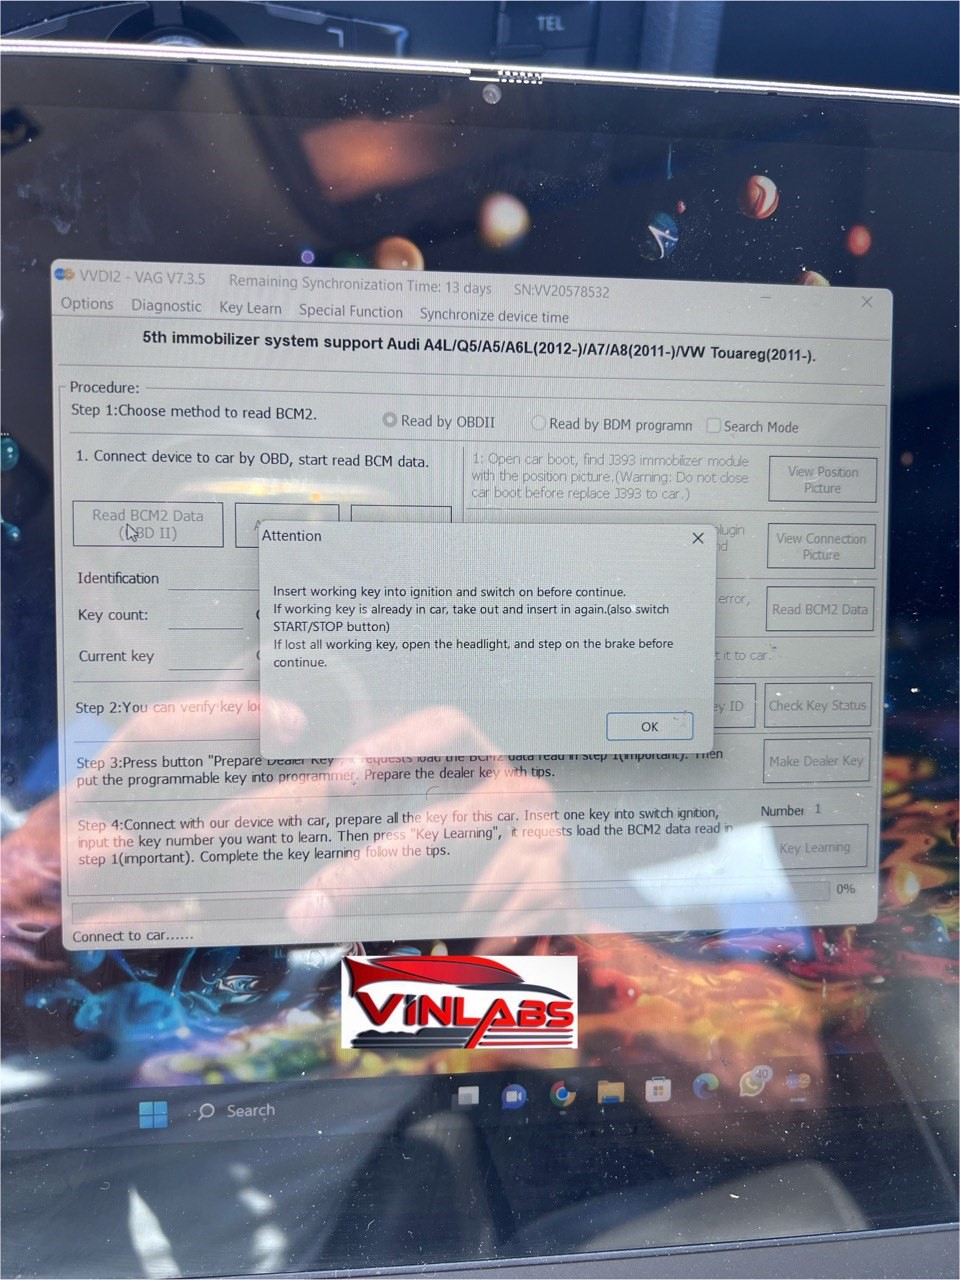 TEL
VVDI2 - VAG V7.3.5 Remaining Synchronization Time: 13 days SN:VV20578532
Options Diagnostic Key Learn Special Function Synchronize device time
5th immobilizer system support Audi A4L/Q5/A5/A6L(2012-)/A7/A8(2011-)/VW Touareg(2011-).
Procedure:
Step 1:Choose method to read BCM2.
Read by OBDII Read by BDM programn Search Mode
1. Connect device to car by OBD, start read BCM data.
1: Open car boot, find J393 immobilizer module
with the position picture.(Warning: Do not close
car boot before replace J393 to car.)
View Position
Picture
Read BCM2 Data
(OBD II)
View Connection
Picture
Attention
Insert working key into ignition and switch on before continue.
If working key is already in car, take out and insert in again.(also switch
START/STOP button)
If lost all working key, open the headlight, and step on the brake before
continue.
OK
Identification
Key count:
Current key
error,
Read BCM2 Data
t it to car.
Step 2:You can verify key
ey ID
Check Key Status
Step 3:Press button "Prepare Dealer Key", it requests load the BCM2 data read in step 1(important). Then
put the programmable key into programmer. Prepare the dealer key with tips.
Make Dealer Key
Step 4:Connect with our device with car, prepare all the key for this car. Insert one key into switch ignition,
input the key number you want to learn. Then press "Key Learning", it requests load the BCM2 data read in
step 1(important). Complete the key learning follow the tips.
Number 1
Key Learning
0%
Connect to car......
ViNLABS
Search
40